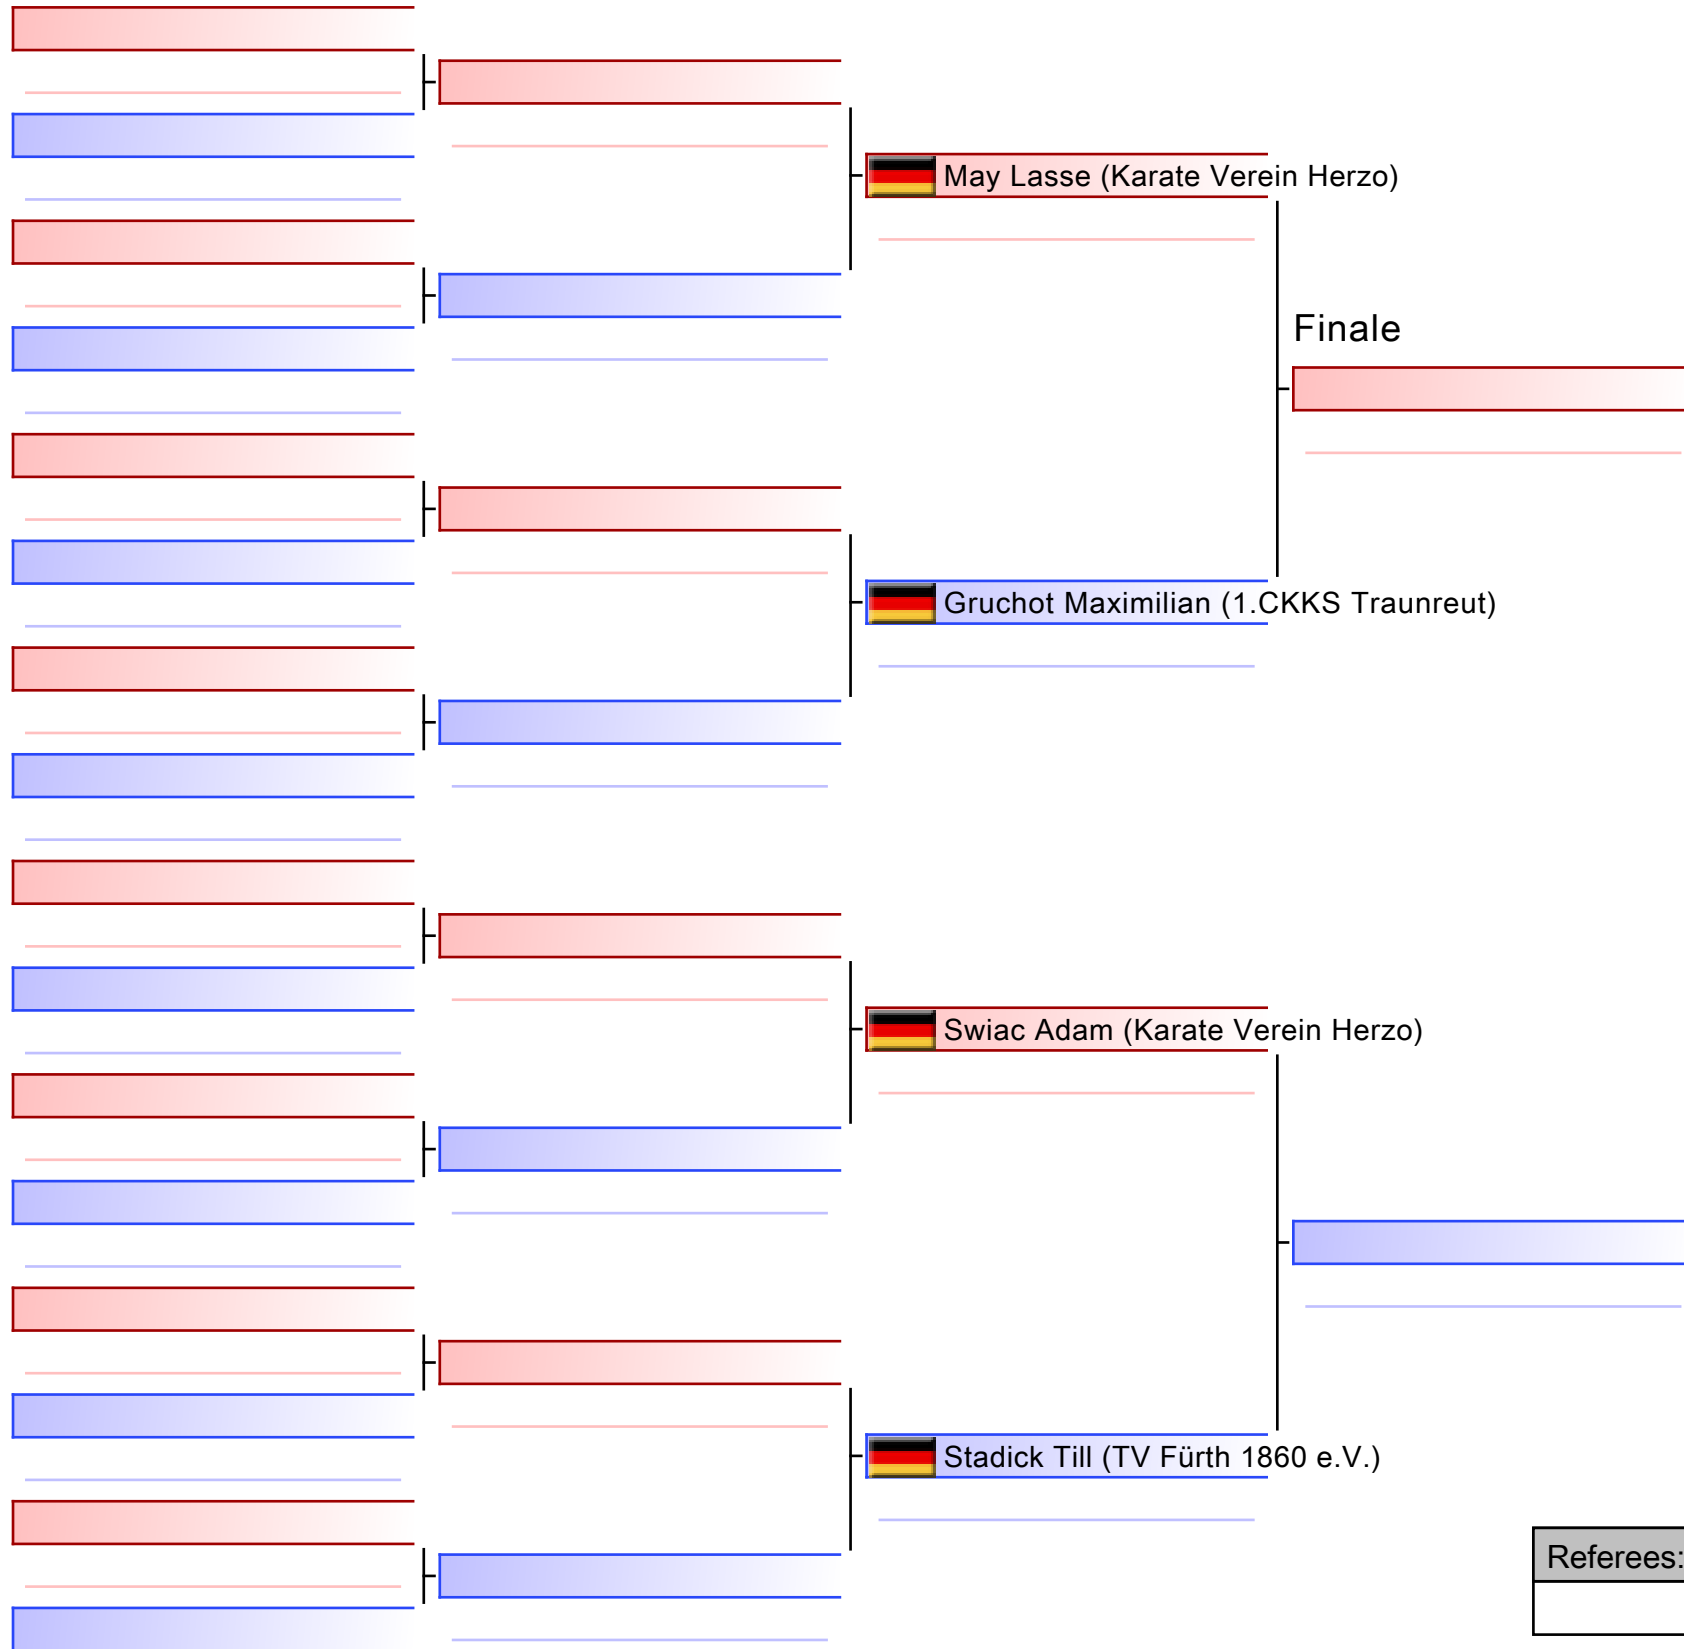 May Lasse (Karate Verein Herzo)
Finale
Gruchot Maximilian (1.CKKS Traunreut)
Swiac Adam (Karate Verein Herzo)
Stadick Till (TV Fürth 1860 e.V.)
Referees: